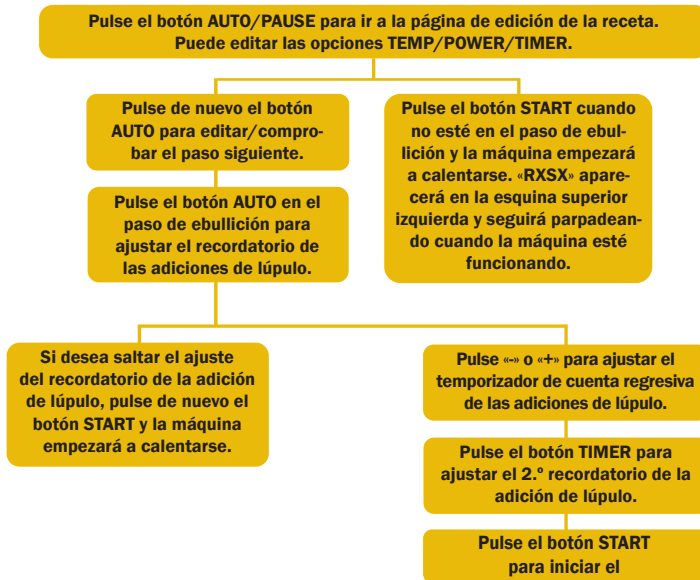 Pulse el botón AUTO/PAUSE para ir a la página de edición de la receta.
Puede editar las opciones TEMP/POWER/TIMER.
Pulse de nuevo el botón
AUTO para editar/compro-
bar el paso siguiente.
Pulse el botón AUTO en el
paso de ebullición para
ajustar el recordatorio de
las adiciones de lúpulo.
Pulse el botón START cuando
no esté en el paso de ebul-
lición y la máquina empezará
a calentarse. «RXSX» apare-
cerá en la esquina superior
izquierda y seguirá parpadean-
do cuando la máquina esté
funcionando.
Si desea saltar el ajuste
del recordatorio de la adición
de lúpulo, pulse de nuevo el
botón START y la máquina
empezará a calentarse.
Pulse «-» o «+» para ajustar el
temporizador de cuenta regresiva
de las adiciones de lúpulo.
Pulse el botón TIMER para
ajustar el 2.º recordatorio de la
adición de lúpulo.
Pulse el botón START
para iniciar el